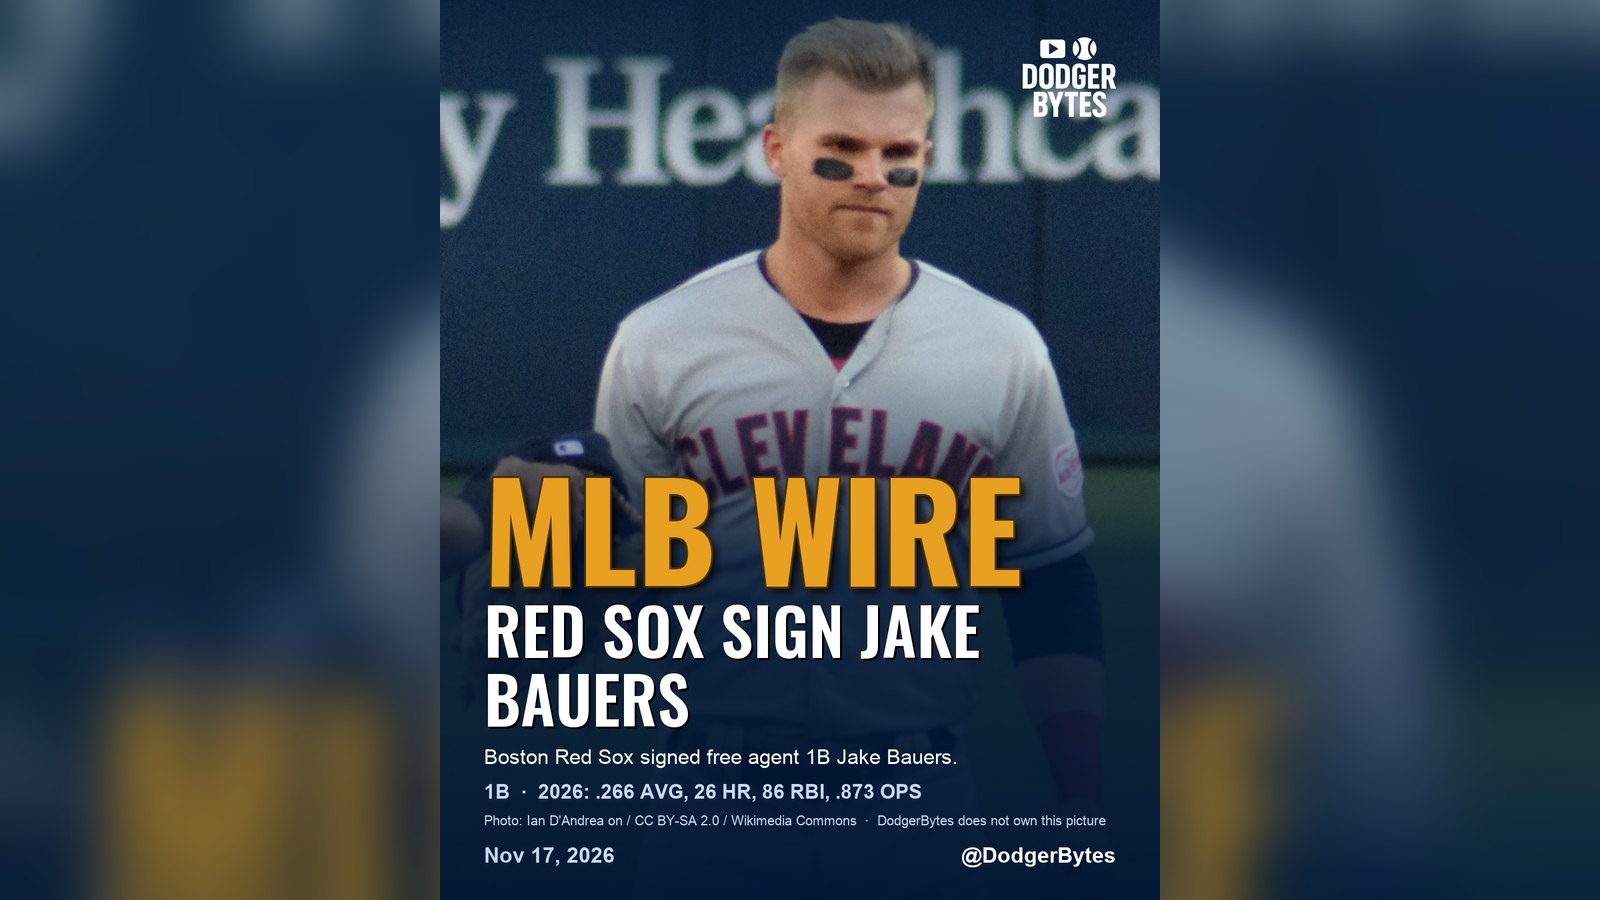 y Healthca
DODGER
BYTES
CLEVELAN
MLB WIRE
RED SOX SIGN JAKE
BAUERS
Boston Red Sox signed free agent 1B Jake Bauers.
1B · 2026: .266 AVG, 26 HR, 86 RBI, .873 OPS
Photo: Ian D'Andrea on / CC BY-SA 2.0 / Wikimedia Commons · DodgerBytes does not own this picture
Nov 17, 2026
@DodgerBytes